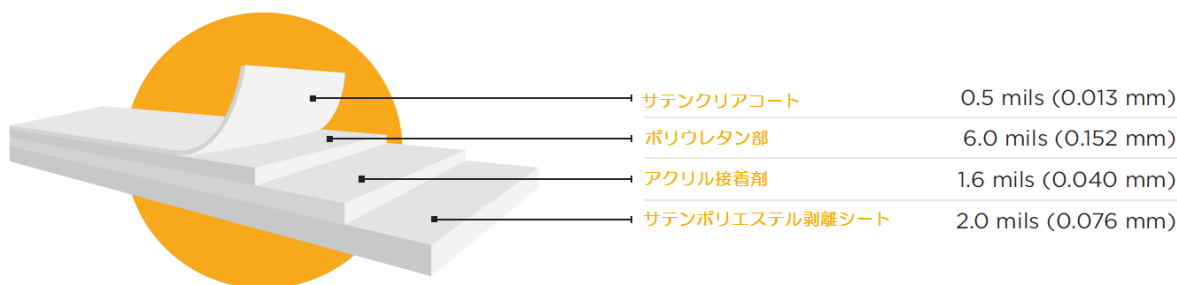 サテンクリアコート 0.5 mils (0.013 mm)
ポリウレタン部 6.0 mils (0.152 mm)
アクリル接着剤 1.6 mils (0.040 mm)
サテンポリエステル剥離シート 2.0 mils (0.076 mm)